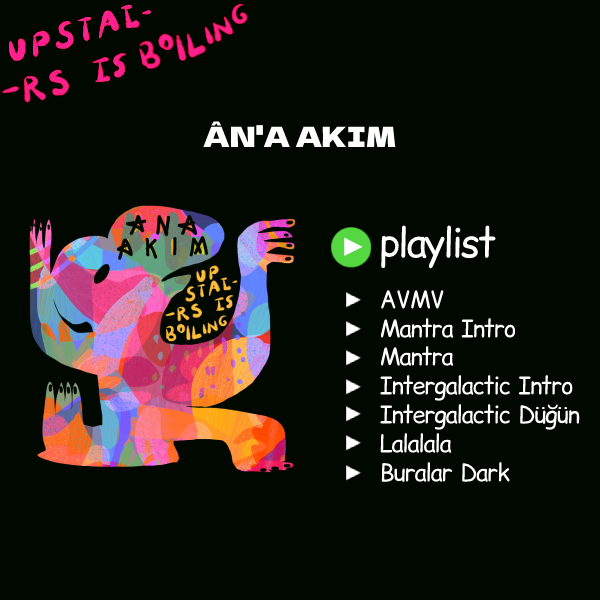 UPSTAI-
-RS IS BOILING
ÂN'A AKIM
ANA
AKIM
UP
STAI-
-RS IS
BOILING
playlist
AVMV
Mantra Intro
Mantra
Intergalactic Intro
Intergalactic Düğün
Lalalala
Buralar Dark